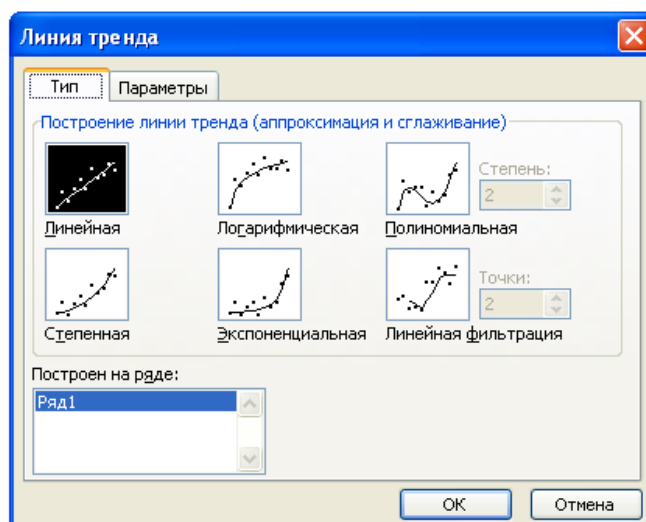 Линия тренда
Тип Параметры
Построение линии тренда (аппроксимация и сглаживание)
Степень:
2
Линейная Логарифмическая Полиномиальная
Точки:
2
Степенная Экспоненциальная Линейная фильтрация
Построен на ряде:
Ряд1
ОК Отмена